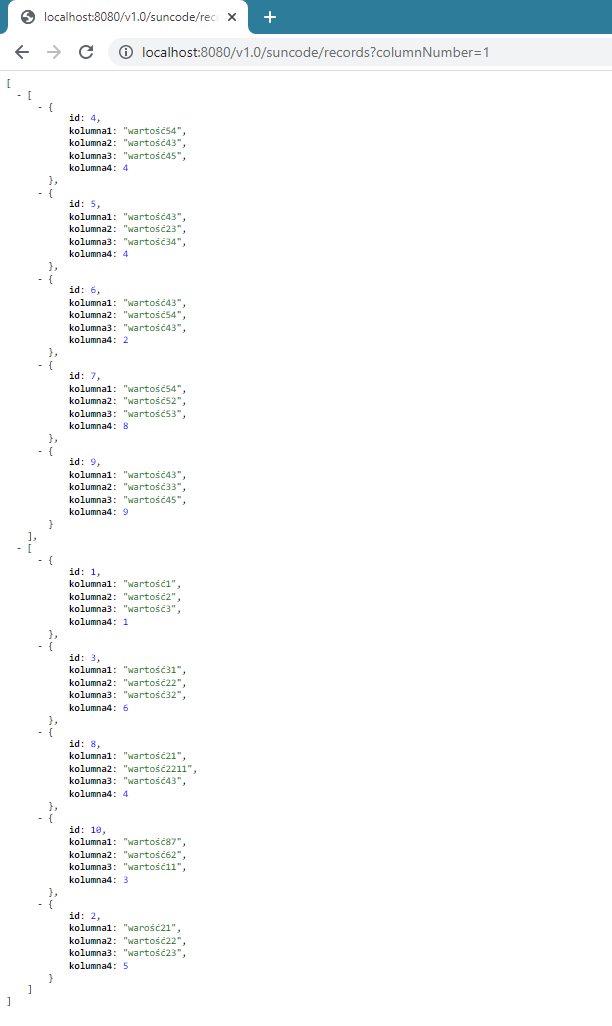 localhost:8080/v1.0/suncode/reco
localhost:8080/v1.0/suncode/records?columnNumber=1
[
- [
- {
id: 4,
kolumna1: "wartość54",
kolumna2: "wartość43",
kolumna3: "wartość45",
kolumna4: 4
},
- {
id: 5,
kolumna1: "wartość43",
kolumna2: "wartość23",
kolumna3: "wartość34",
kolumna4: 4
},
- {
id: 6,
kolumna1: "wartość43",
kolumna2: "wartość54",
kolumna3: "wartość43",
kolumna4: 2
},
- {
id: 7,
kolumna1: "wartość54",
kolumna2: "wartość52",
kolumna3: "wartość53",
kolumna4: 8
},
- {
id: 9,
kolumna1: "wartość43",
kolumna2: "wartość33",
kolumna3: "wartość45",
kolumna4: 9
}
],
- [
- {
id: 1,
kolumna1: "wartość1",
kolumna2: "wartość2",
kolumna3: "wartość3",
kolumna4: 1
},
- {
id: 3,
kolumna1: "wartość31",
kolumna2: "wartość22",
kolumna3: "wartość32",
kolumna4: 6
},
- {
id: 8,
kolumna1: "wartość21",
kolumna2: "wartość2211",
kolumna3: "wartość43",
kolumna4: 4
},
- {
id: 10,
kolumna1: "wartość87",
kolumna2: "wartość62",
kolumna3: "wartość11",
kolumna4: 3
},
- {
id: 2,
kolumna1: "warość21",
kolumna2: "wartość22",
kolumna3: "wartość23",
kolumna4: 5
}
]
]